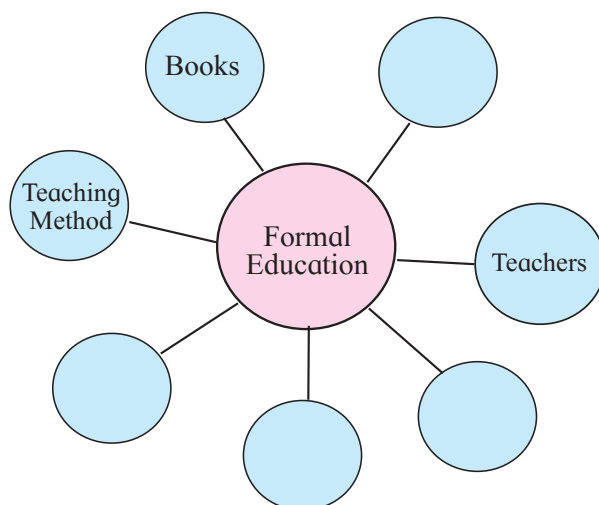 Books
Teaching
Method
Formal
Education
Teachers